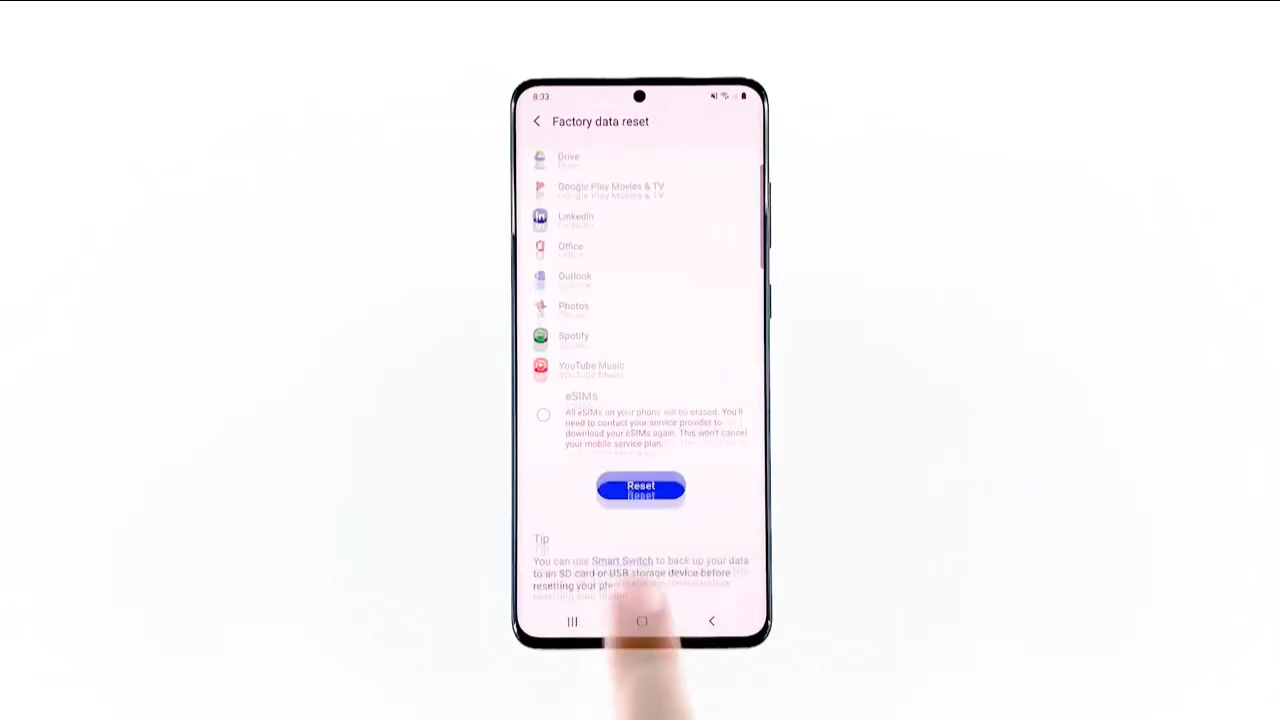 8:33
Factory data reset
Drive
Google Play Movies & TV
LinkedIn
Office
Outlook
Photos
Spotify
YouTube Music
eSIMs
All eSIMs on your phone will be erased. You'll
need to contact your service provider to
download your eSIMs again. This won't cancel
your mobile service plan.
Reset
Tip
You can use Smart Switch to back up your data
to an SD card or USB storage device before
resetting your